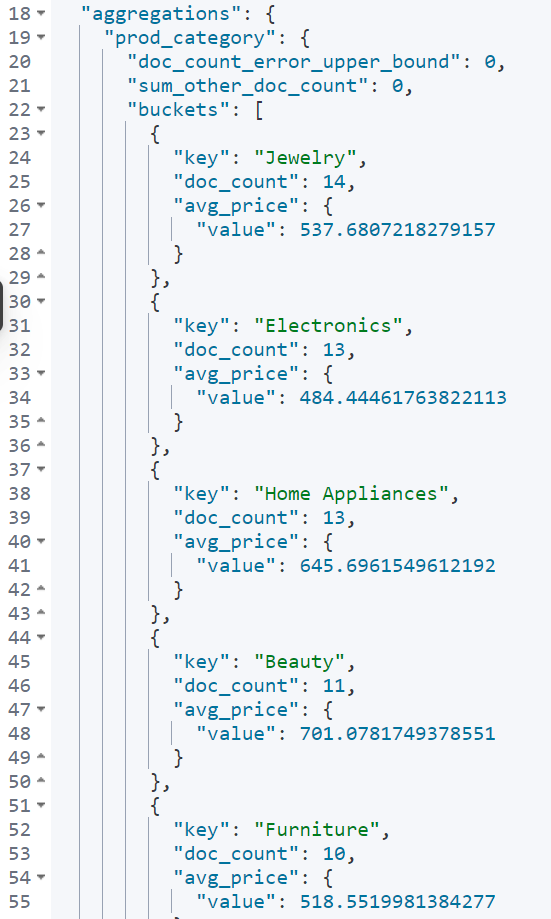 18 "aggregations": {
19 "prod_category": {
20 "doc_count_error_upper_bound": 0,
21 "sum_other_doc_count": 0,
22 "buckets": [
23 {
24 "key": "Jewelry",
25 "doc_count": 14,
26 "avg_price": {
27 "value": 537.6807218279157
28 }
29 },
30 {
31 "key": "Electronics",
32 "doc_count": 13,
33 "avg_price": {
34 "value": 484.44461763822113
35 }
36 },
37 {
38 "key": "Home Appliances",
39 "doc_count": 13,
40 "avg_price": {
41 "value": 645.6961549612192
42 }
43 },
44 {
45 "key": "Beauty",
46 "doc_count": 11,
47 "avg_price": {
48 "value": 701.0781749378551
49 }
50 },
51 {
52 "key": "Furniture",
53 "doc_count": 10,
54 "avg_price": {
55 "value": 518.5519981384277